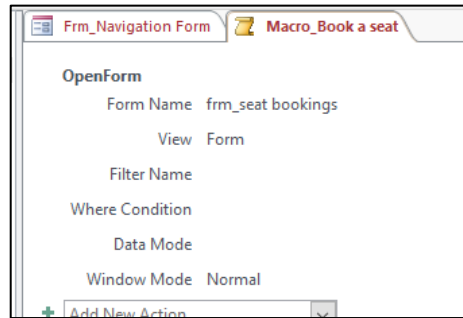 Frm_Navigation Form Macro_Book a seat
OpenForm
Form Name frm_seat bookings
View Form
Filter Name
Where Condition
Data Mode
Window Mode Normal
Add New Action